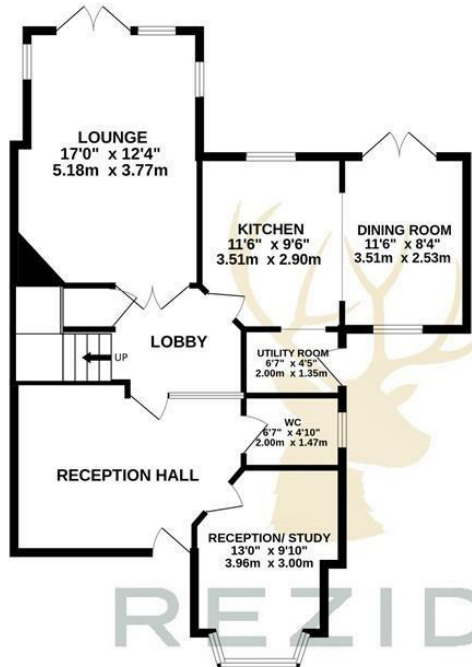 LOUNGE
17'0" x 12'4"
5.18m x 3.77m
KITCHEN
11'6" x 9'6"
3.51m x 2.90m
DINING ROOM
11'6" x 8'4"
3.51m x 2.53m
LOBBY
UP
UTILITY ROOM
6'7" x 4'5"
2.00m x 1.35m
WC
6'7" x 4'10"
2.00m x 1.47m
RECEPTION HALL
RECEPTION/ STUDY
13'0" x 9'10"
3.96m x 3.00m
REZID